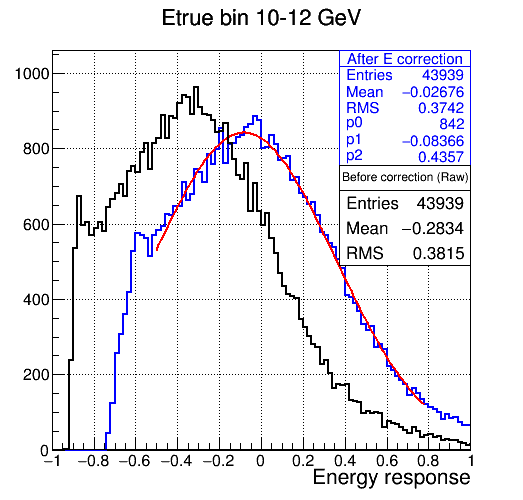 Etrue bin 10-12 GeV
After E correction
Entries 43939
Mean −0.02676
RMS 0.3742
p0 842
p1 −0.08366
p2 0.4357
Before correction (Raw)
Entries 43939
Mean −0.2834
RMS 0.3815
1000
800
600
400
200
0
−1 −0.8 −0.6 −0.4 −0.2 0 0.2 0.4 0.6 0.8 1
Energy response